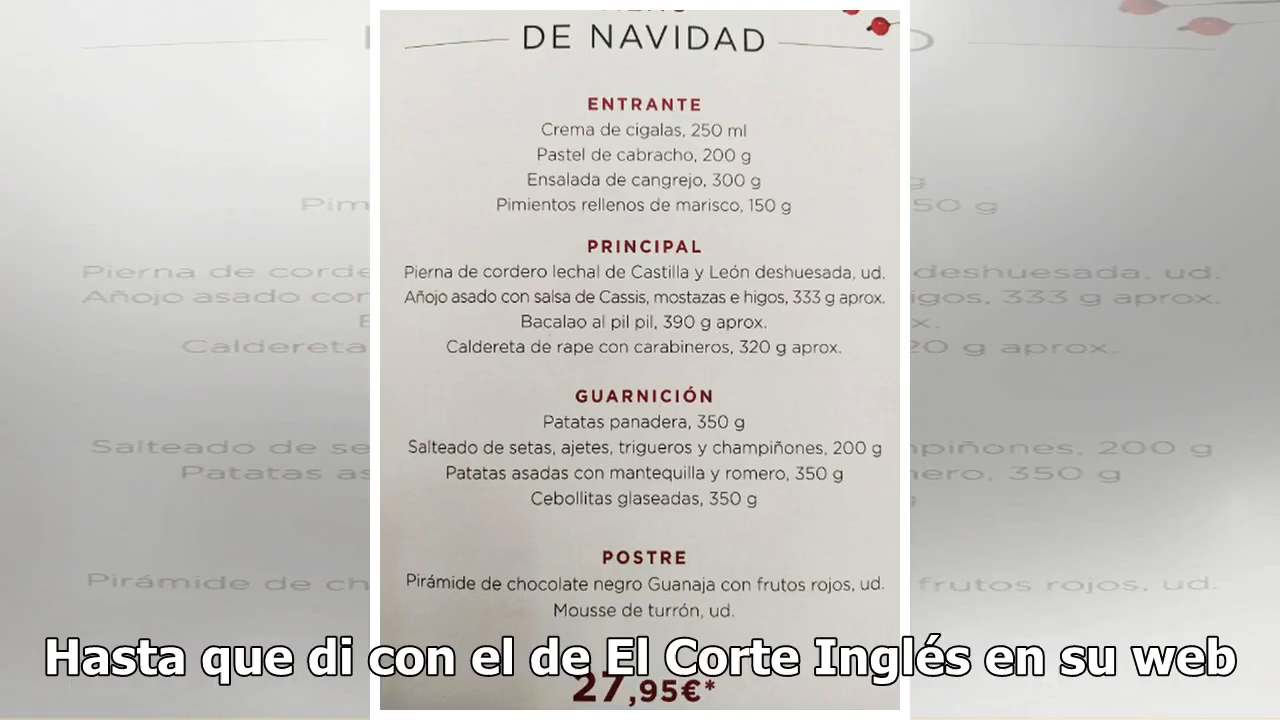 DE NAVIDAD
ENTRANTE
Crema de cigalas, 250 ml
Pastel de cabracho, 200 g
Ensalada de cangrejo, 300 g
Pimientos rellenos de marisco, 150 g
PRINCIPAL
Pierna de cordero lechal de Castilla y León deshuesada, ud.
Añojo asado con salsa de Cassis, mostazas e higos, 333 g aprox.
Bacalao al pil pil, 390 g aprox.
Caldereta de rape con carabineros, 320 g aprox.
GUARNICIÓN
Patatas panadera, 350 g
Salteado de setas, ajetes, trigueros y champiñones, 200 g
Patatas asadas con mantequilla y romero, 350 g
Cebollitas glaseadas, 350 g
POSTRE
Pirámide de chocolate negro Guanaja con frutos rojos, ud.
Mousse de turrón, ud.
Hasta que di con el de El Corte Inglés en su web
27,95€*